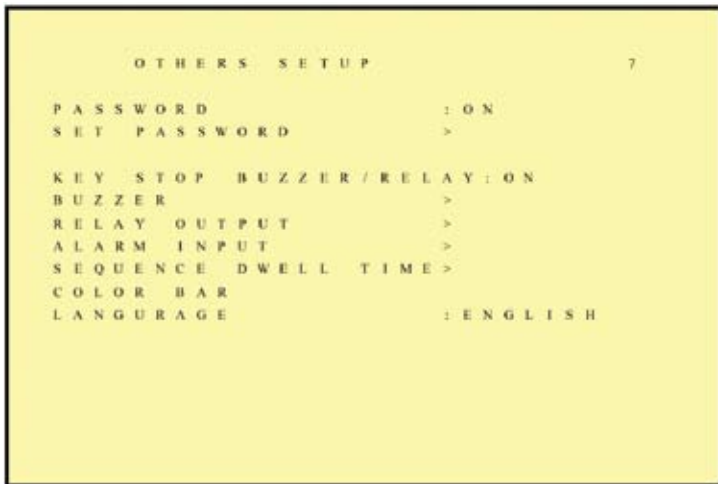 OTHERS SETUP 7
PASSWORD : ON
SET PASSWORD >
KEY STOP BUZZER/RELAY: ON
BUZZER >
RELAY OUTPUT >
ALARM INPUT >
SEQUENCE DWELL TIME>
COLOR BAR
LANGURAGE : ENGLISH